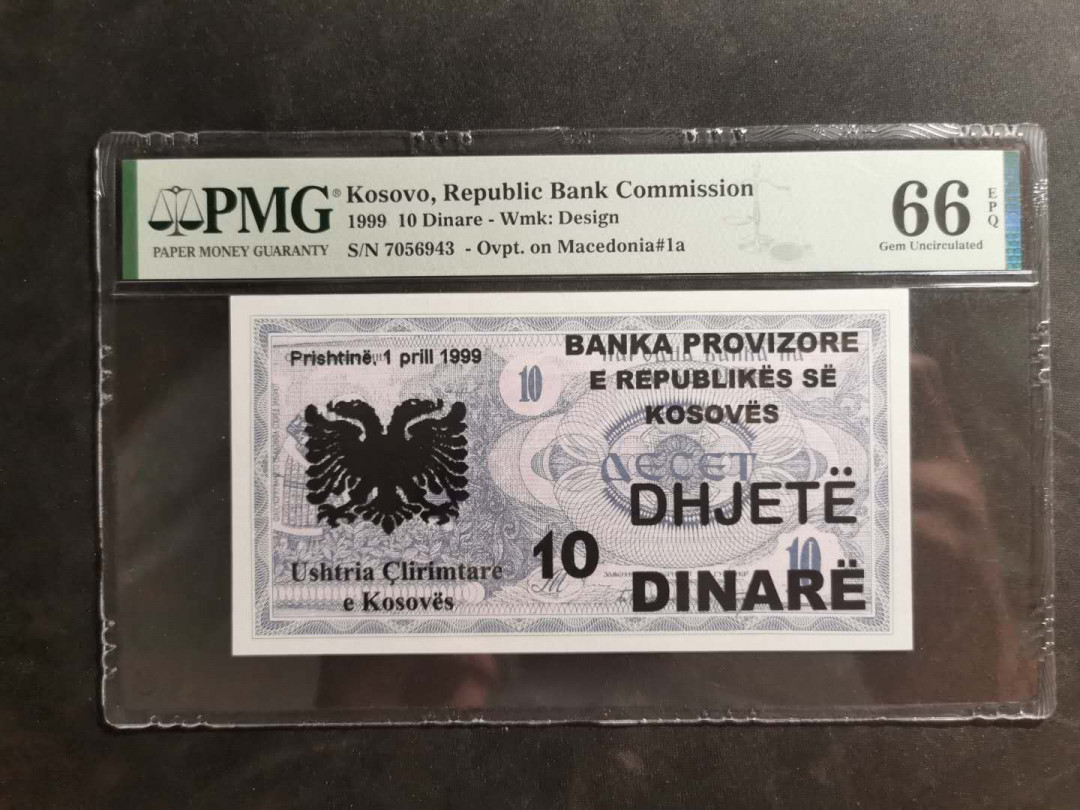 PMG®
PAPER MONEY GUARANTY
Kosovo, Republic Bank Commission
1999 10 Dinare - Wmk: Design
S/N 7056943 - Ovpt. on Macedonia#1a
66
EPQ
Gem Uncirculated
Prishtinë, 1 prill 1999
BANKA PROVIZORE
E REPUBLIKËS SË
KOSOVËS
10
ДЕСЕТ
DHJETË
10
10
DINARË
Ushtria Çlirimtare
e Kosovës